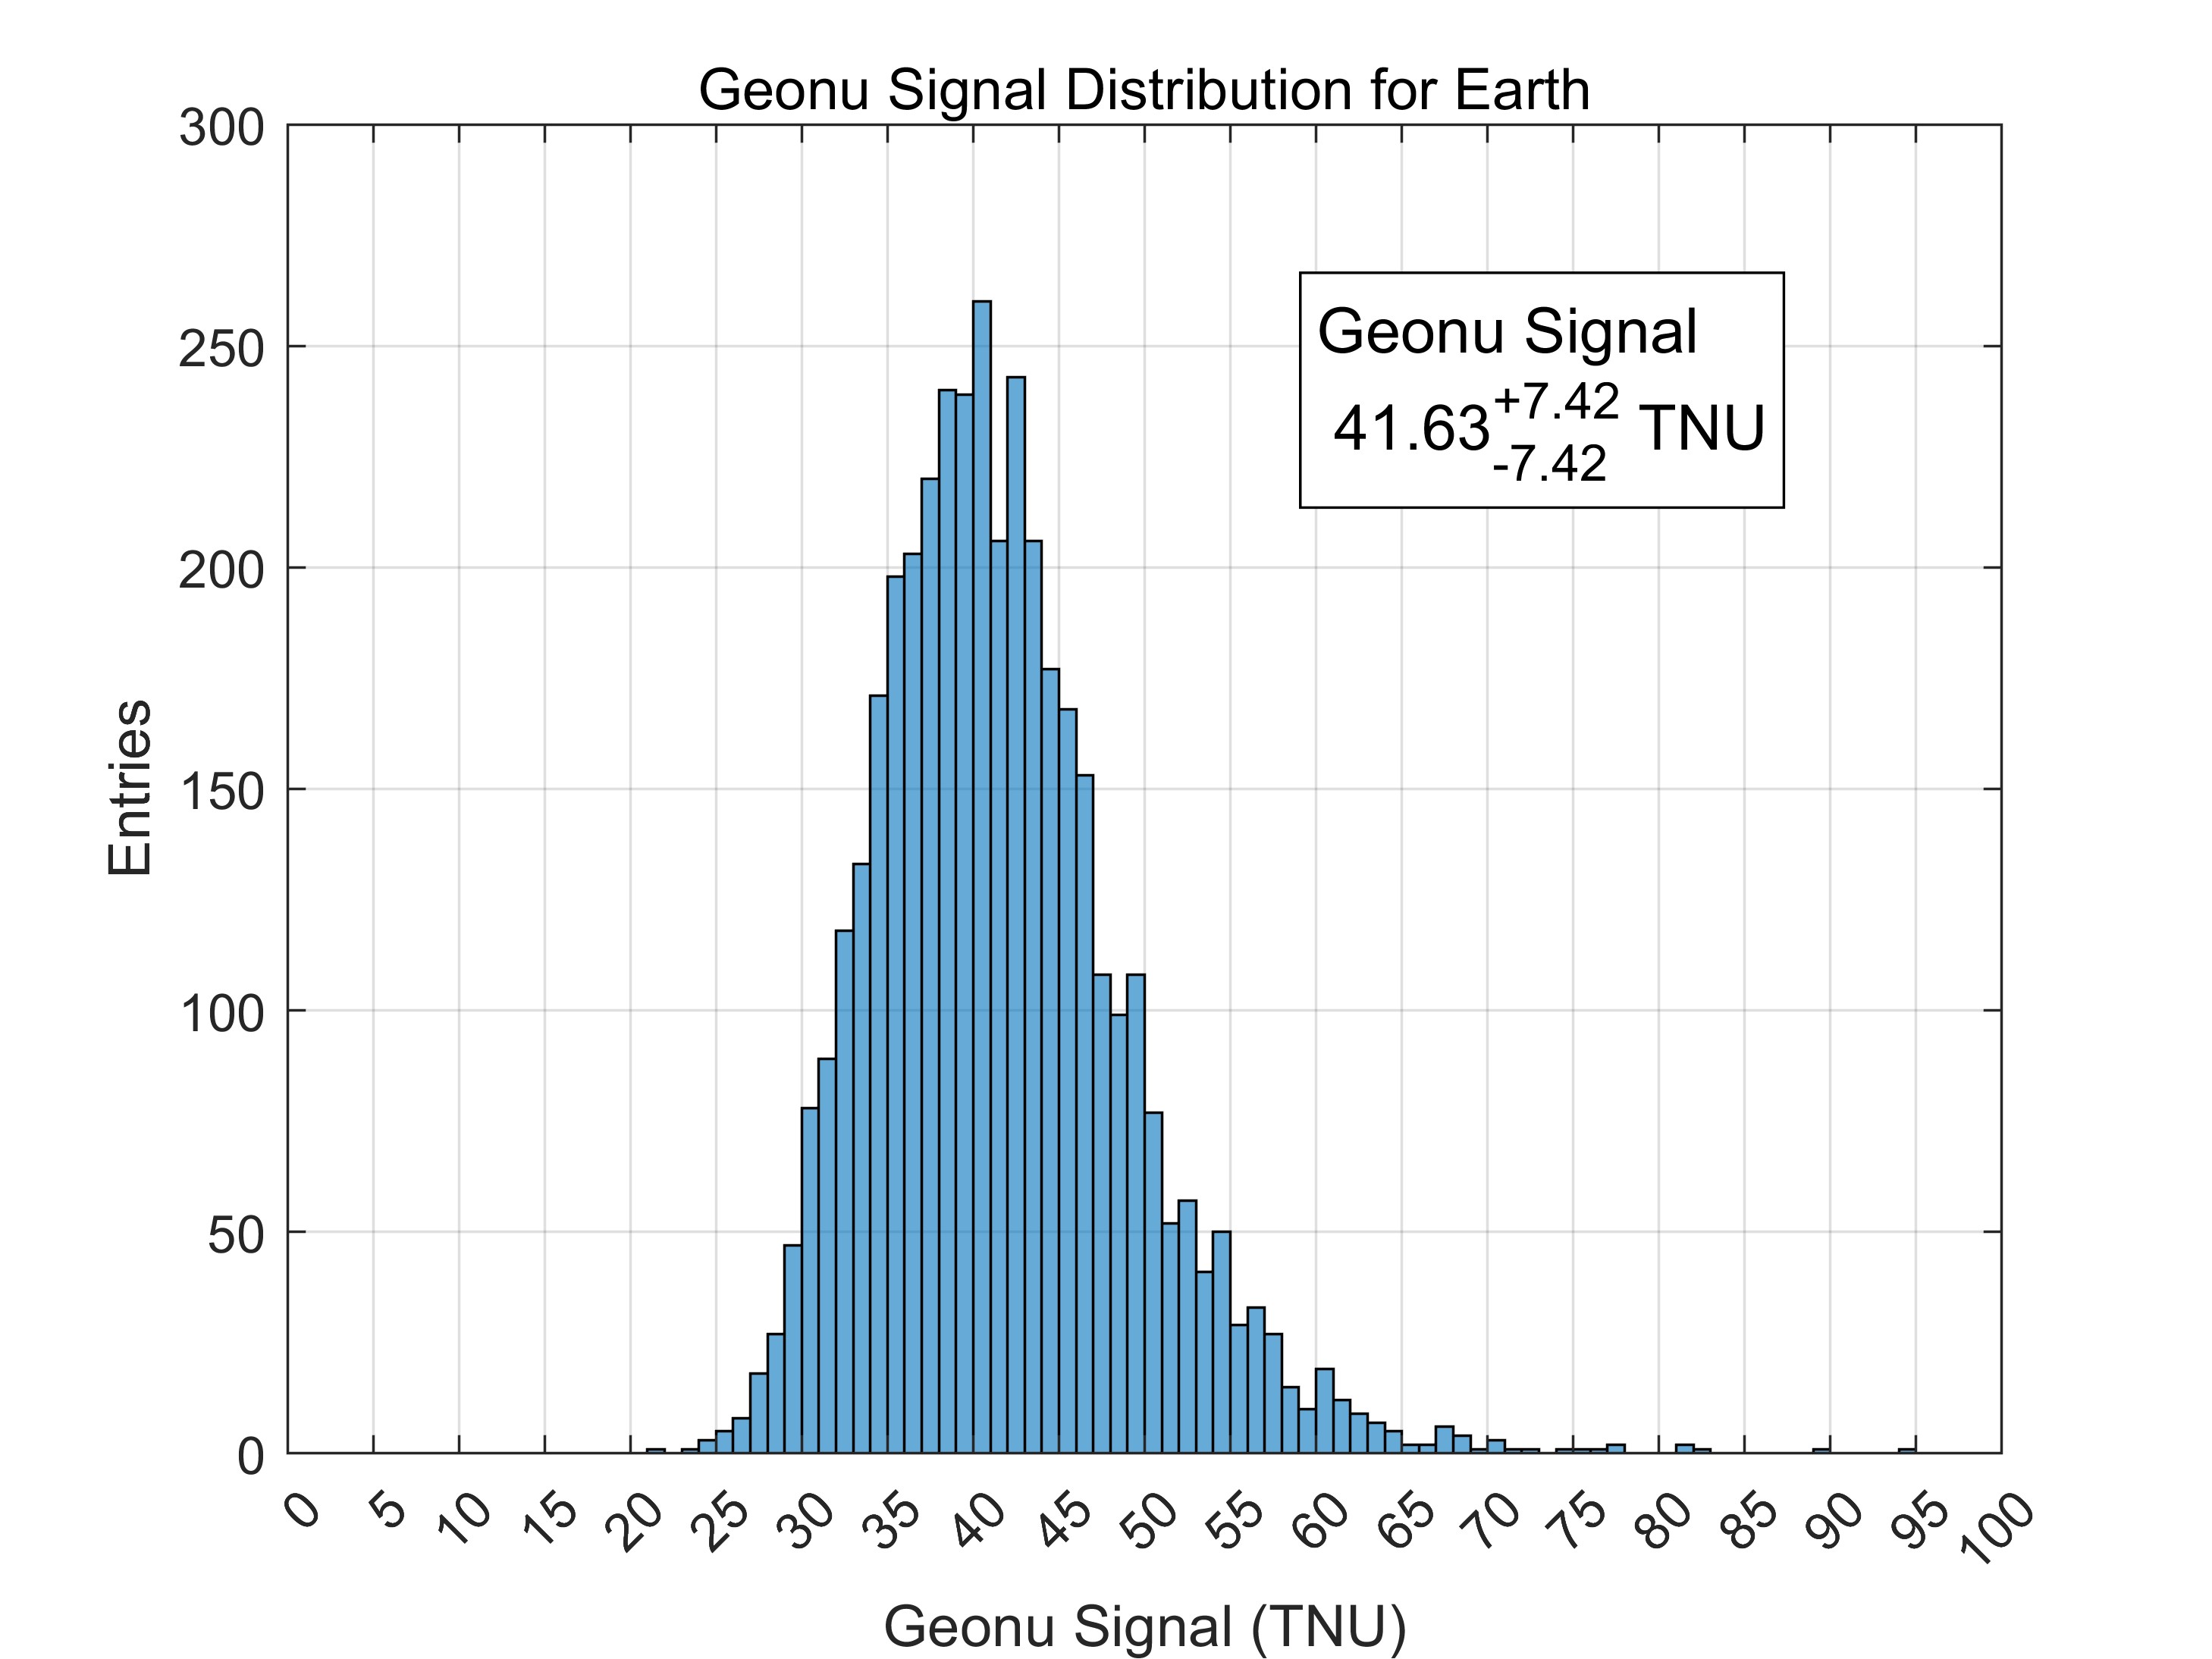 Geonu Signal Distribution for Earth
300
250
200
150
100
50
0
Entries
Geonu Signal
41.63+7.42-7.42 TNU
0 5 10 15 20 25 30 35 40 45 50 55 60 65 70 75 80 85 90 95 100
Geonu Signal (TNU)